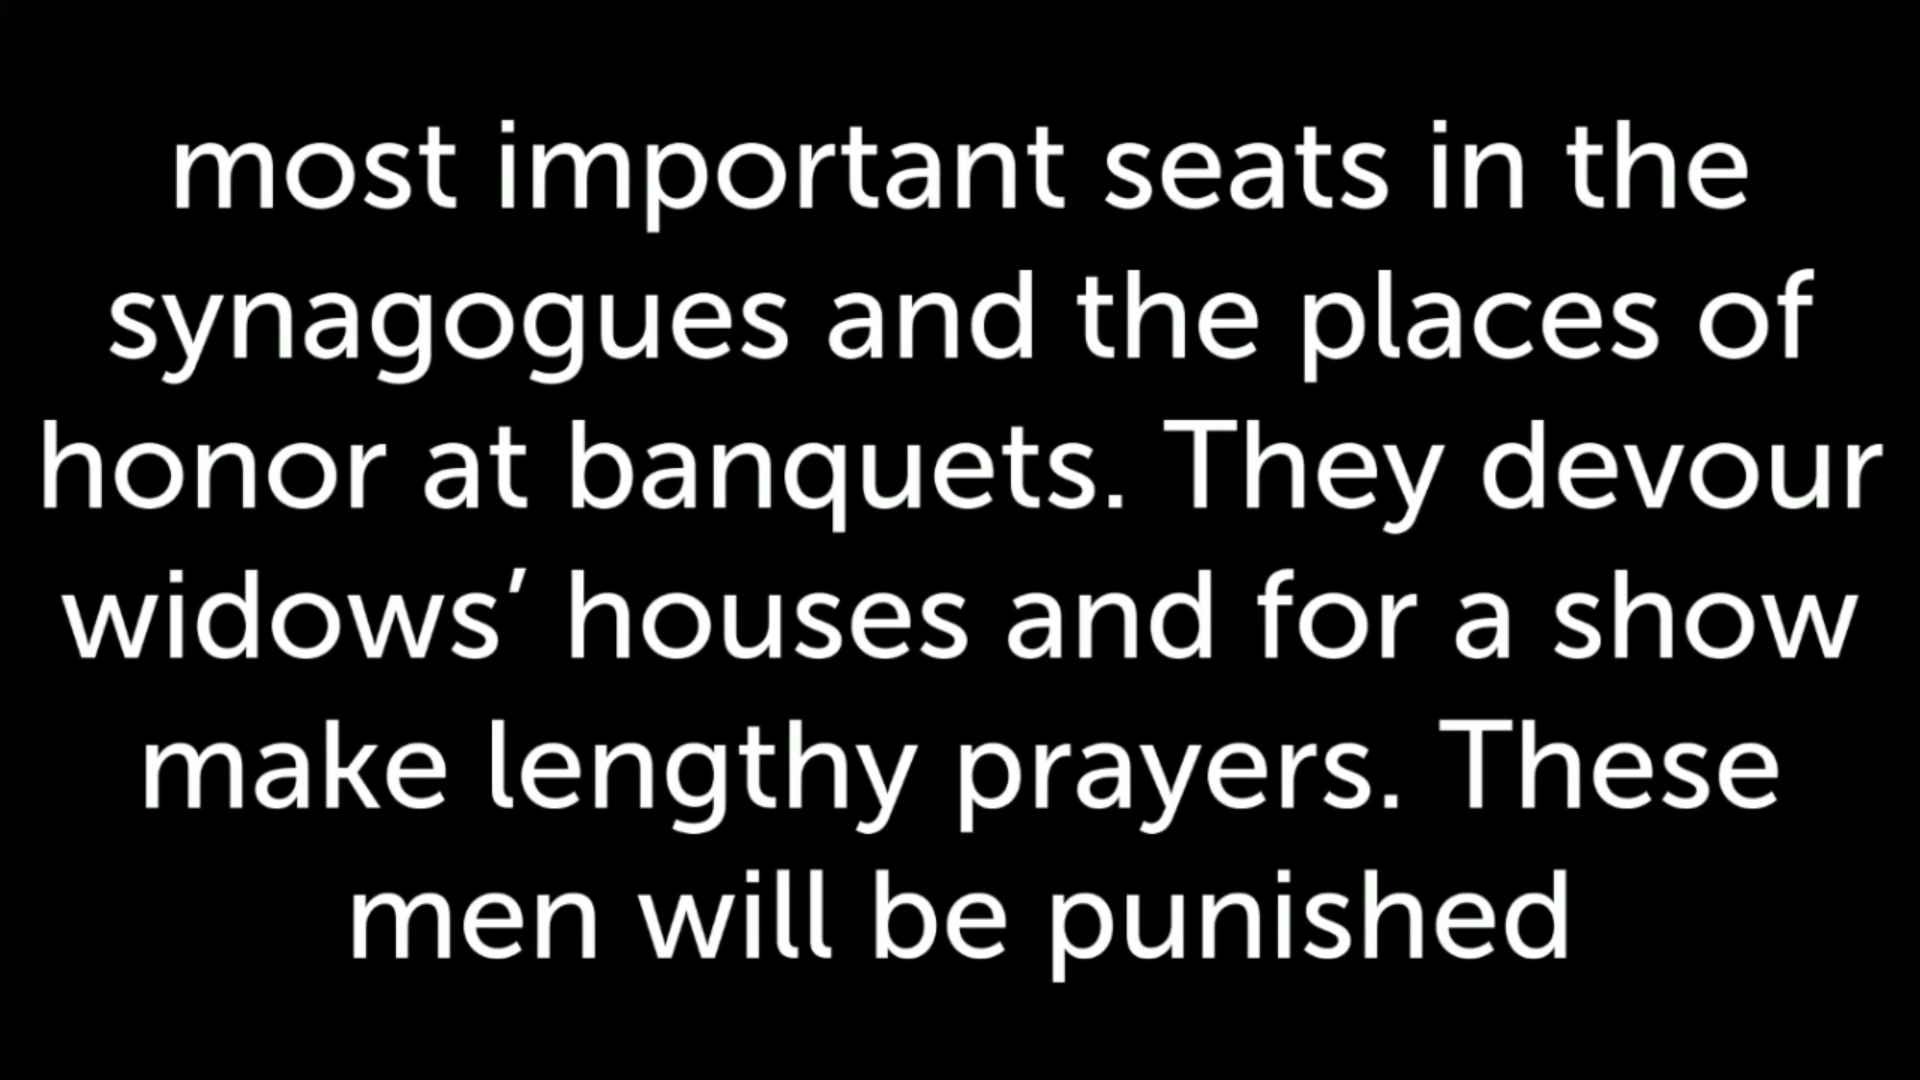 most important seats in the
synagogues and the places of
honor at banquets. They devour
widows’ houses and for a show
make lengthy prayers. These
men will be punished